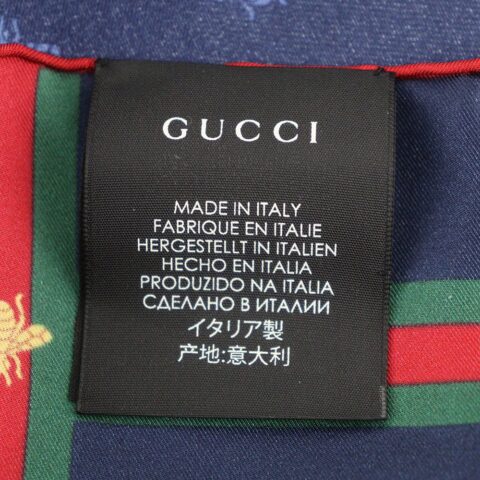 GUCCI
MADE IN ITALY
FABRIQUE EN ITALIE
HERGESTELLT IN ITALIEN
HECHO EN ITALIA
PRODUZIDO NA ITALIA
СДЕЛАНО В ИТАЛИИ
イタリア製
产地:意大利